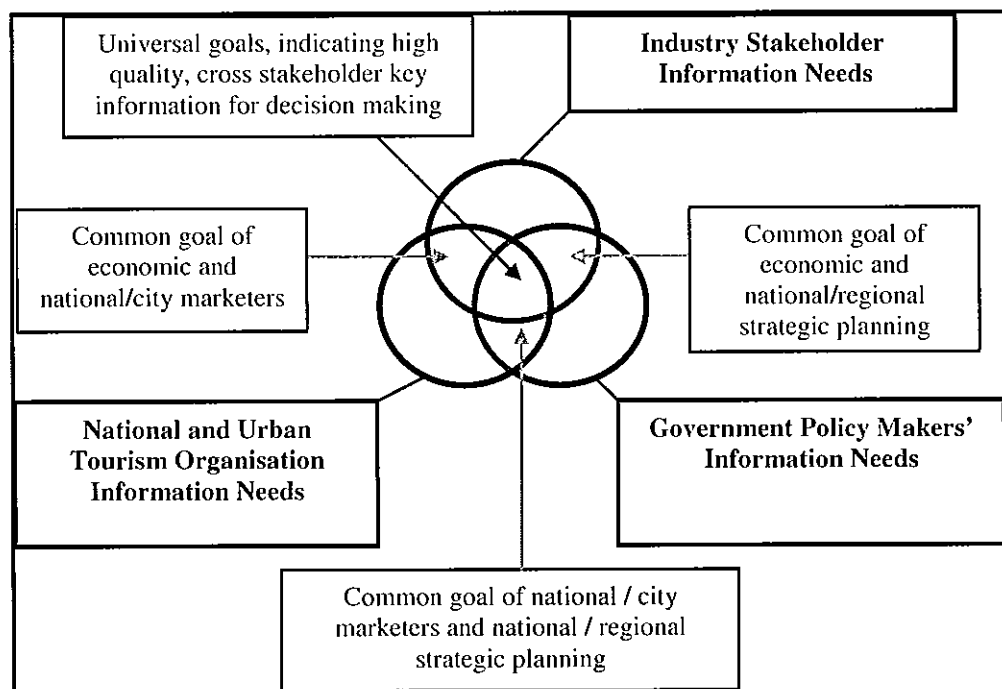 Universal goals, indicating high
quality, cross stakeholder key
information for decision making
Industry Stakeholder
Information Needs
Common goal of
economic and
national/city marketers
Common goal of
economic and
national/regional
strategic planning
National and Urban
Tourism Organisation
Information Needs
Government Policy Makers’
Information Needs
Common goal of national / city
marketers and national / regional
strategic planning